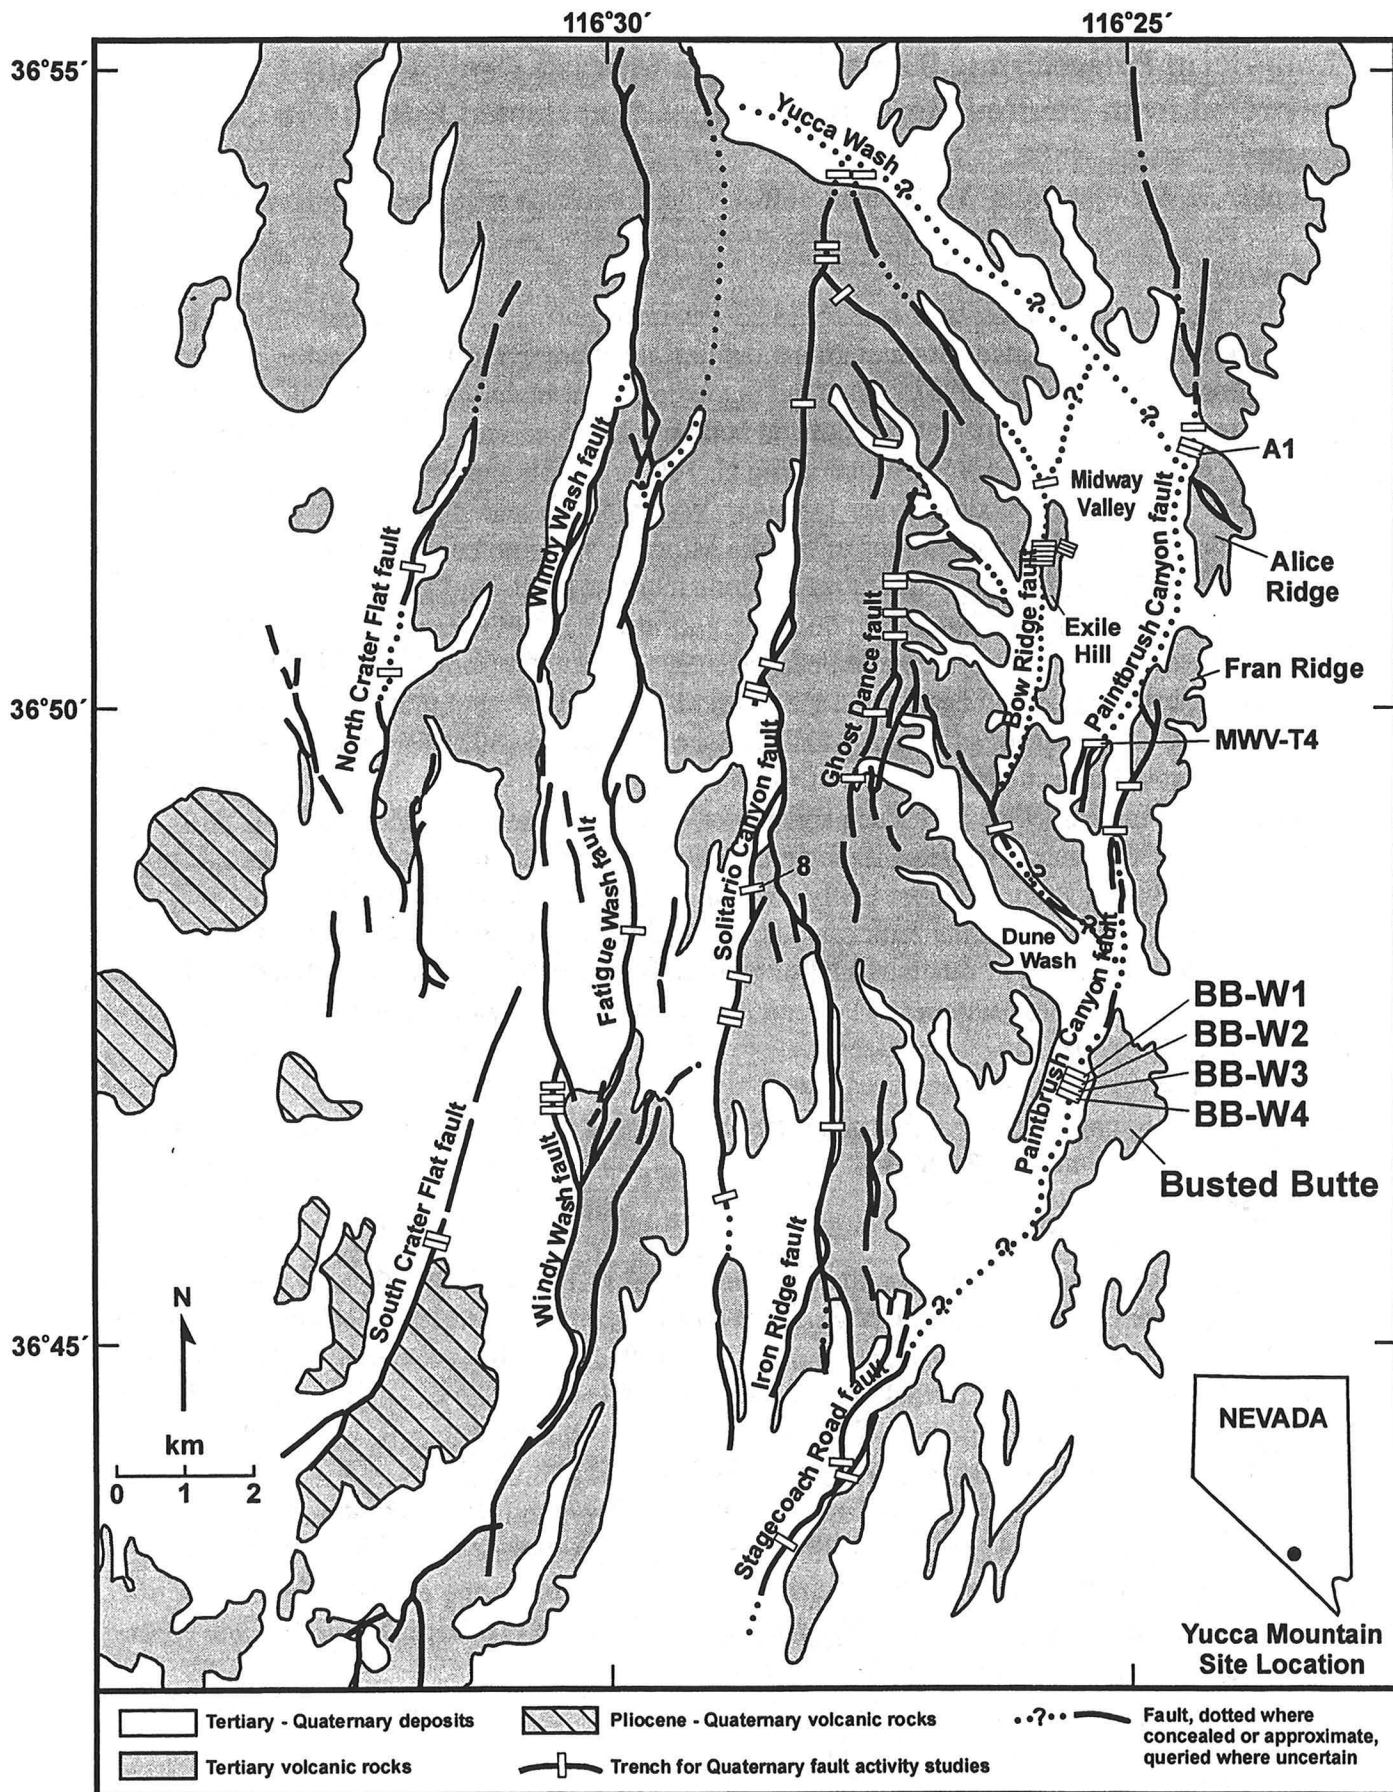 116°30´
116°25´
36°55´
Yucca Wash
?
?
?
?
A1
Midway
Valley
Windy Wash fault
Paintbrush Canyon fault
Alice
Ridge
North Crater Flat fault
Bow Ridge fault
Exile
Hill
Ghost Dance fault
Fran Ridge
36°50´
MWV-T4
Solitario Canyon fault
8
?
Fatigue Wash fault
?
Dune
Wash
Paintbrush Canyon fault
BB-W1
BB-W2
BB-W3
BB-W4
Busted Butte
South Crater Flat fault
Windy Wash fault
Iron Ridge fault
?
?
N
36°45´
Stagecoach Road fault
km
0 1 2
NEVADA
Yucca Mountain
Site Location
Tertiary - Quaternary deposits
Pliocene - Quaternary volcanic rocks
?
Fault, dotted where
concealed or approximate,
queried where uncertain
Tertiary volcanic rocks
Trench for Quaternary fault activity studies